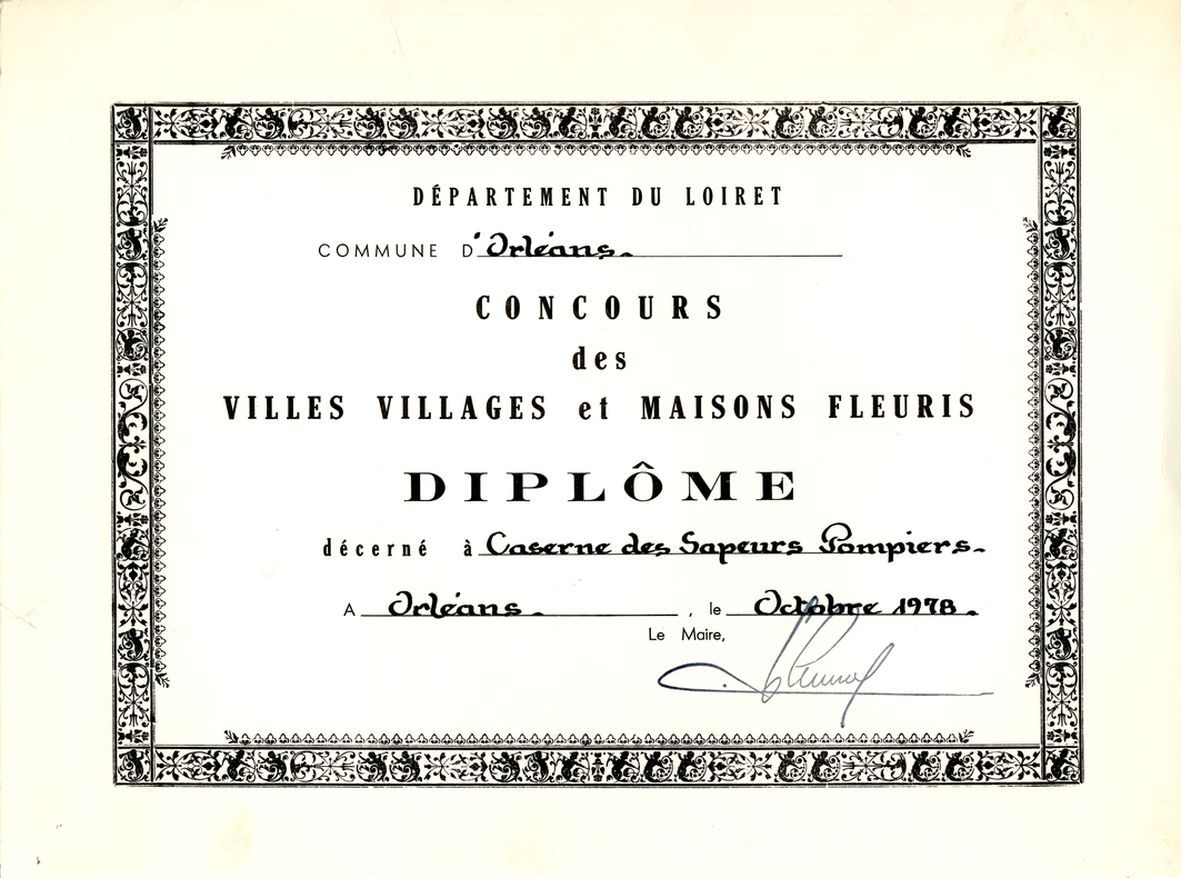 DÉPARTEMENT DU LOIRET
COMMUNE D'Orléans.
CONCOURS
des
VILLES VILLAGES et MAISONS FLEURIS
DIPLÔME
décerné à Caserne des Sapeurs Pompiers.
A Orléans. , le Octobre 1978.
Le Maire,